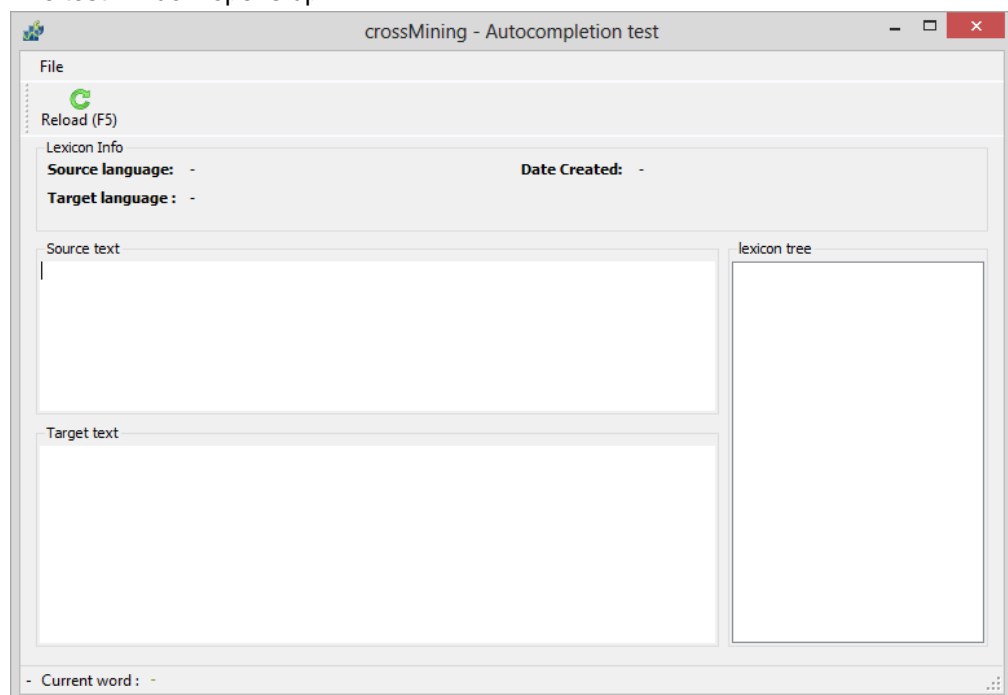 crossMining - Autocompletion test
File
Reload (F5)
Lexicon Info
Source language: - Date Created: -
Target language : -
Source text lexicon tree
Target text
- Current word : -